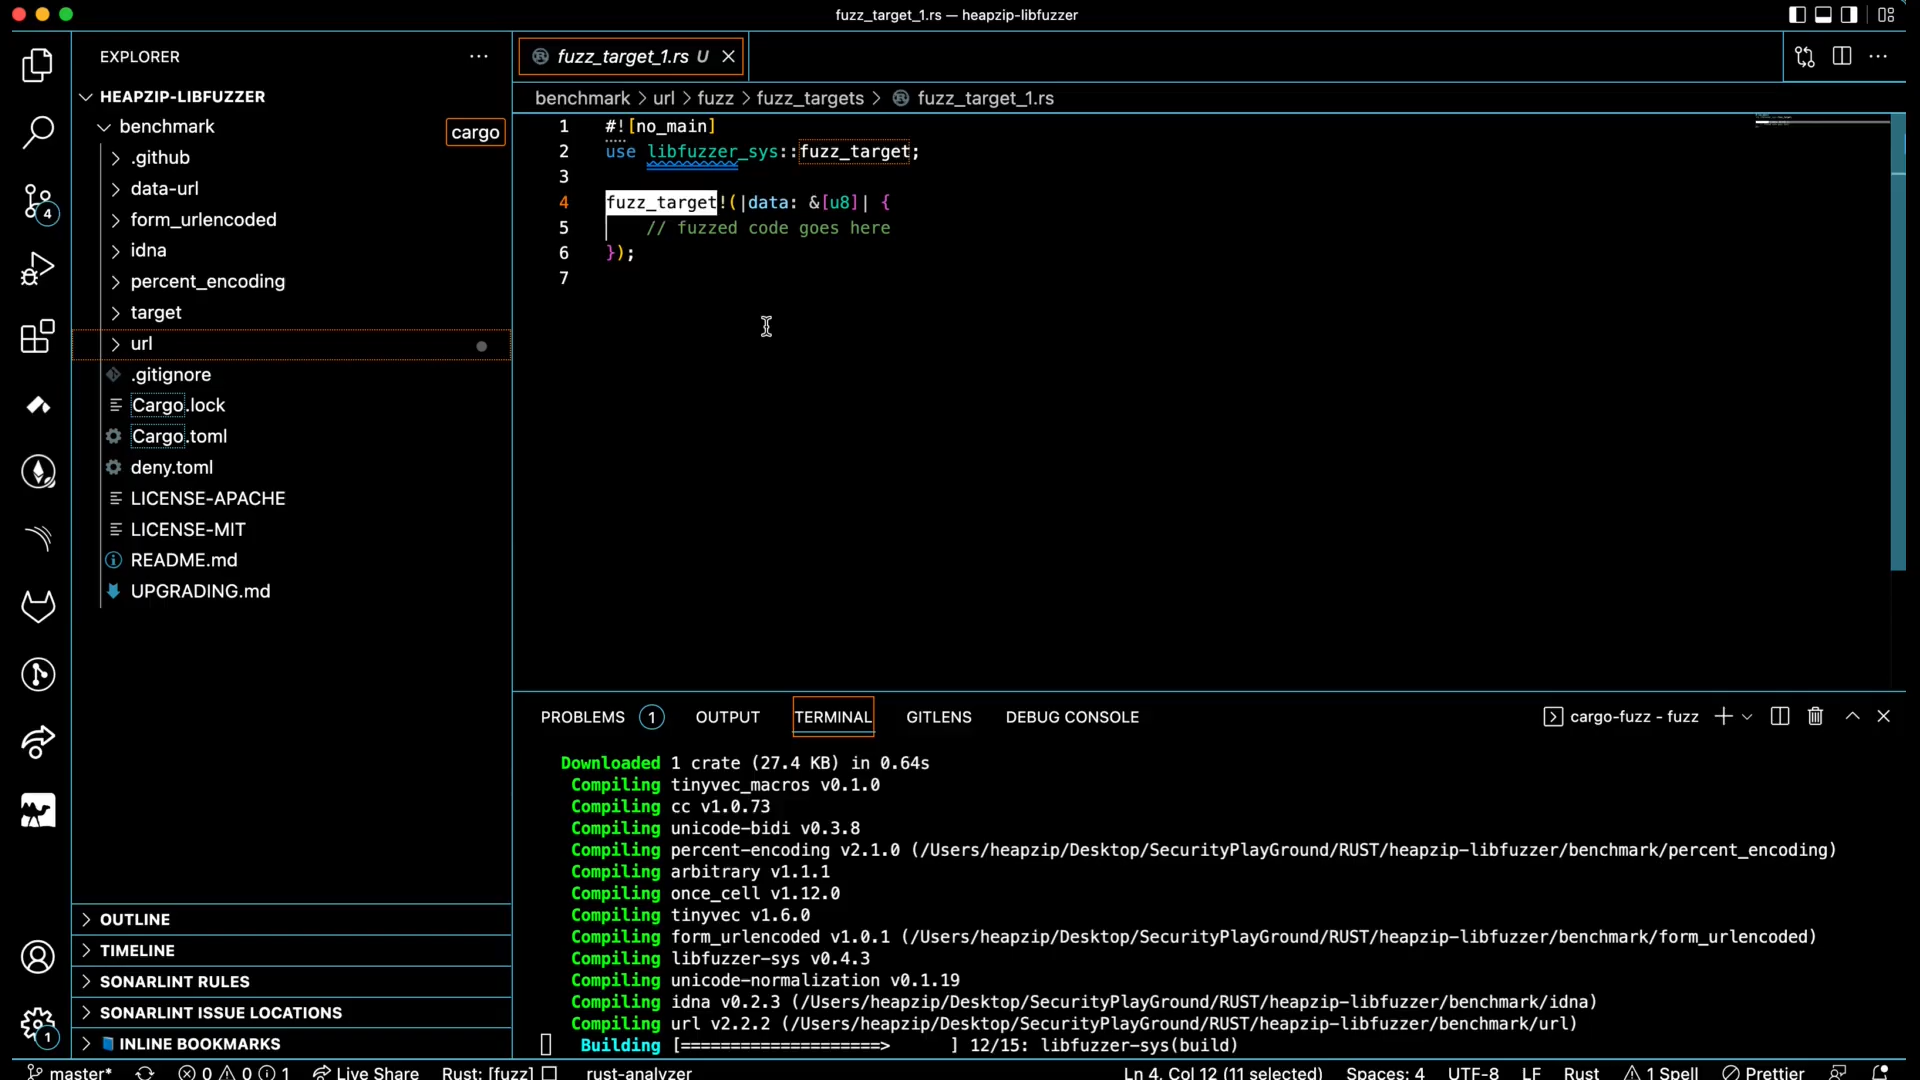 fuzz_target_1.rs — heapzip-libfuzzer
EXPLORER
HEAPZIP-LIBFUZZER
benchmark
cargo
.github
data-url
form_urlencoded
idna
percent_encoding
target
url
.gitignore
Cargo.lock
Cargo.toml
deny.toml
LICENSE-APACHE
LICENSE-MIT
README.md
UPGRADING.md
OUTLINE
TIMELINE
SONARLINT RULES
SONARLINT ISSUE LOCATIONS
INLINE BOOKMARKS
4
1
fuzz_target_1.rs U
benchmark > url > fuzz > fuzz_targets > fuzz_target_1.rs
1 #![no_main]
2 use libfuzzer_sys::fuzz_target;
3
4 fuzz_target!(|data: &[u8]| {
5 // fuzzed code goes here
6 });
7
PROBLEMS 1 OUTPUT TERMINAL GITLENS DEBUG CONSOLE cargo-fuzz - fuzz
Downloaded 1 crate (27.4 KB) in 0.64s
Compiling tinyvec_macros v0.1.0
Compiling cc v1.0.73
Compiling unicode-bidi v0.3.8
Compiling percent-encoding v2.1.0 (/Users/heapzip/Desktop/SecurityPlayGround/RUST/heapzip-libfuzzer/benchmark/percent_encoding)
Compiling arbitrary v1.1.1
Compiling once_cell v1.12.0
Compiling tinyvec v1.6.0
Compiling form_urlencoded v1.0.1 (/Users/heapzip/Desktop/SecurityPlayGround/RUST/heapzip-libfuzzer/benchmark/form_urlencoded)
Compiling libfuzzer-sys v0.4.3
Compiling unicode-normalization v0.1.19
Compiling idna v0.2.3 (/Users/heapzip/Desktop/SecurityPlayGround/RUST/heapzip-libfuzzer/benchmark/idna)
Compiling url v2.2.2 (/Users/heapzip/Desktop/SecurityPlayGround/RUST/heapzip-libfuzzer/benchmark/url)
Building [====================> ] 12/15: libfuzzer-sys(build)
master* 0 0 1 Live Share Rust: [fuzz] rust-analyzer Ln 4, Col 12 (11 selected) Spaces: 4 UTF-8 LF Rust 1 Spell Prettier